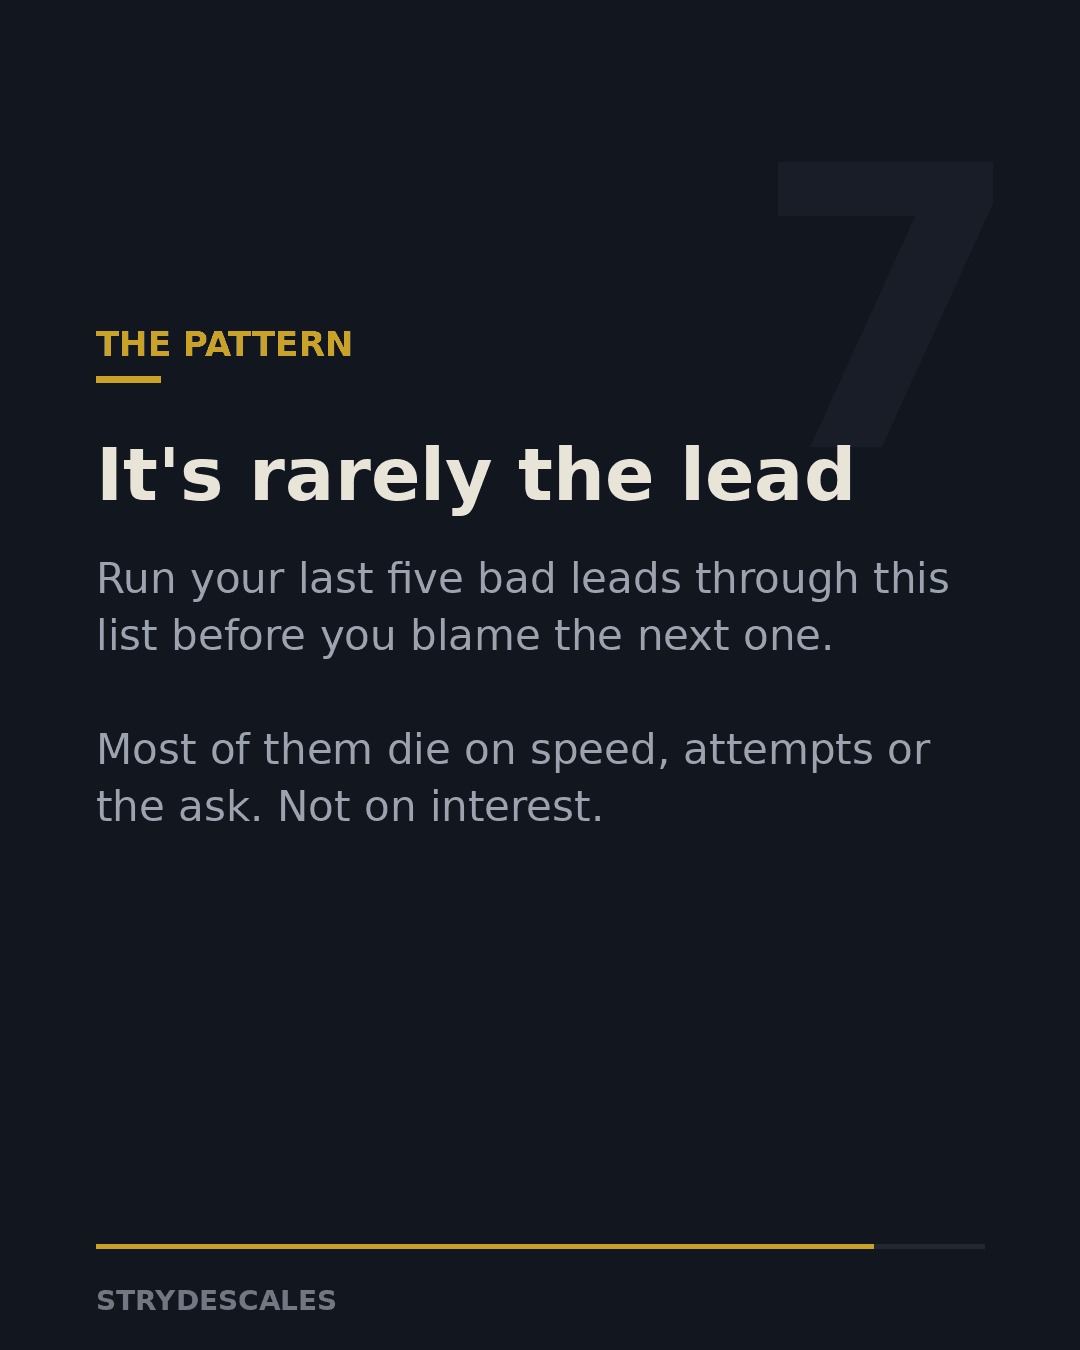 7
THE PATTERN
It's rarely the lead
Run your last five bad leads through this
list before you blame the next one.
Most of them die on speed, attempts or
the ask. Not on interest.
STRYDESCALES